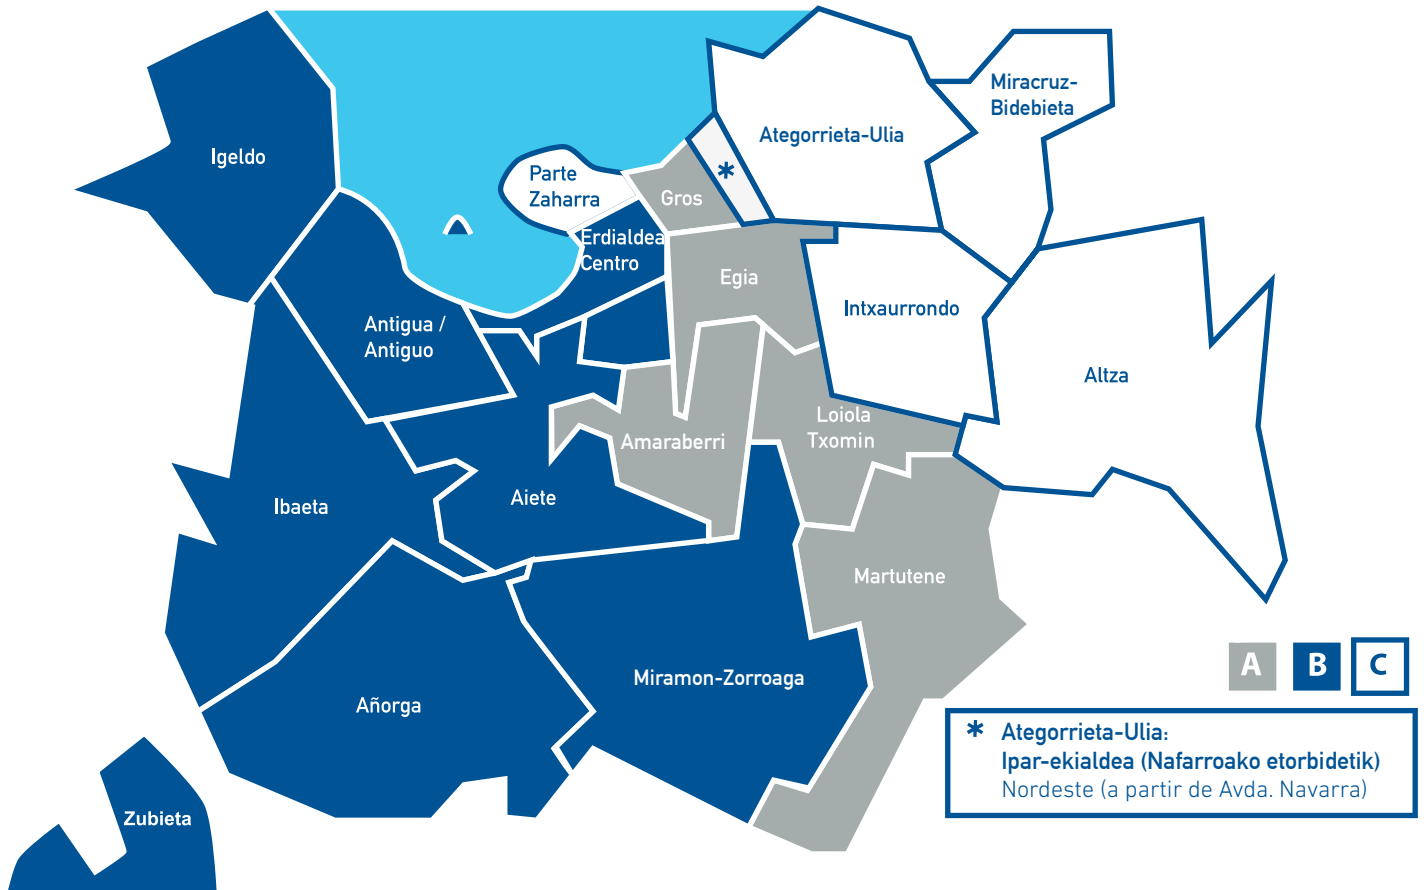 Igeldo
Parte
Zaharra
Gros
*
Ategorrieta-Ulia
Miracruz-
Bidebieta
Erdialdea
Centro
Egia
Antigua /
Antiguo
Intxaurrondo
Altza
Loiola
Txomin
Amaraberri
Aiete
Ibaeta
Martutene
Miramon-Zorroaga
Añorga
Zubieta
A B C
* Ategorrieta-Ulia:
Ipar-ekialdea (Nafarroako etorbidetik)
Nordeste (a partir de Avda. Navarra)